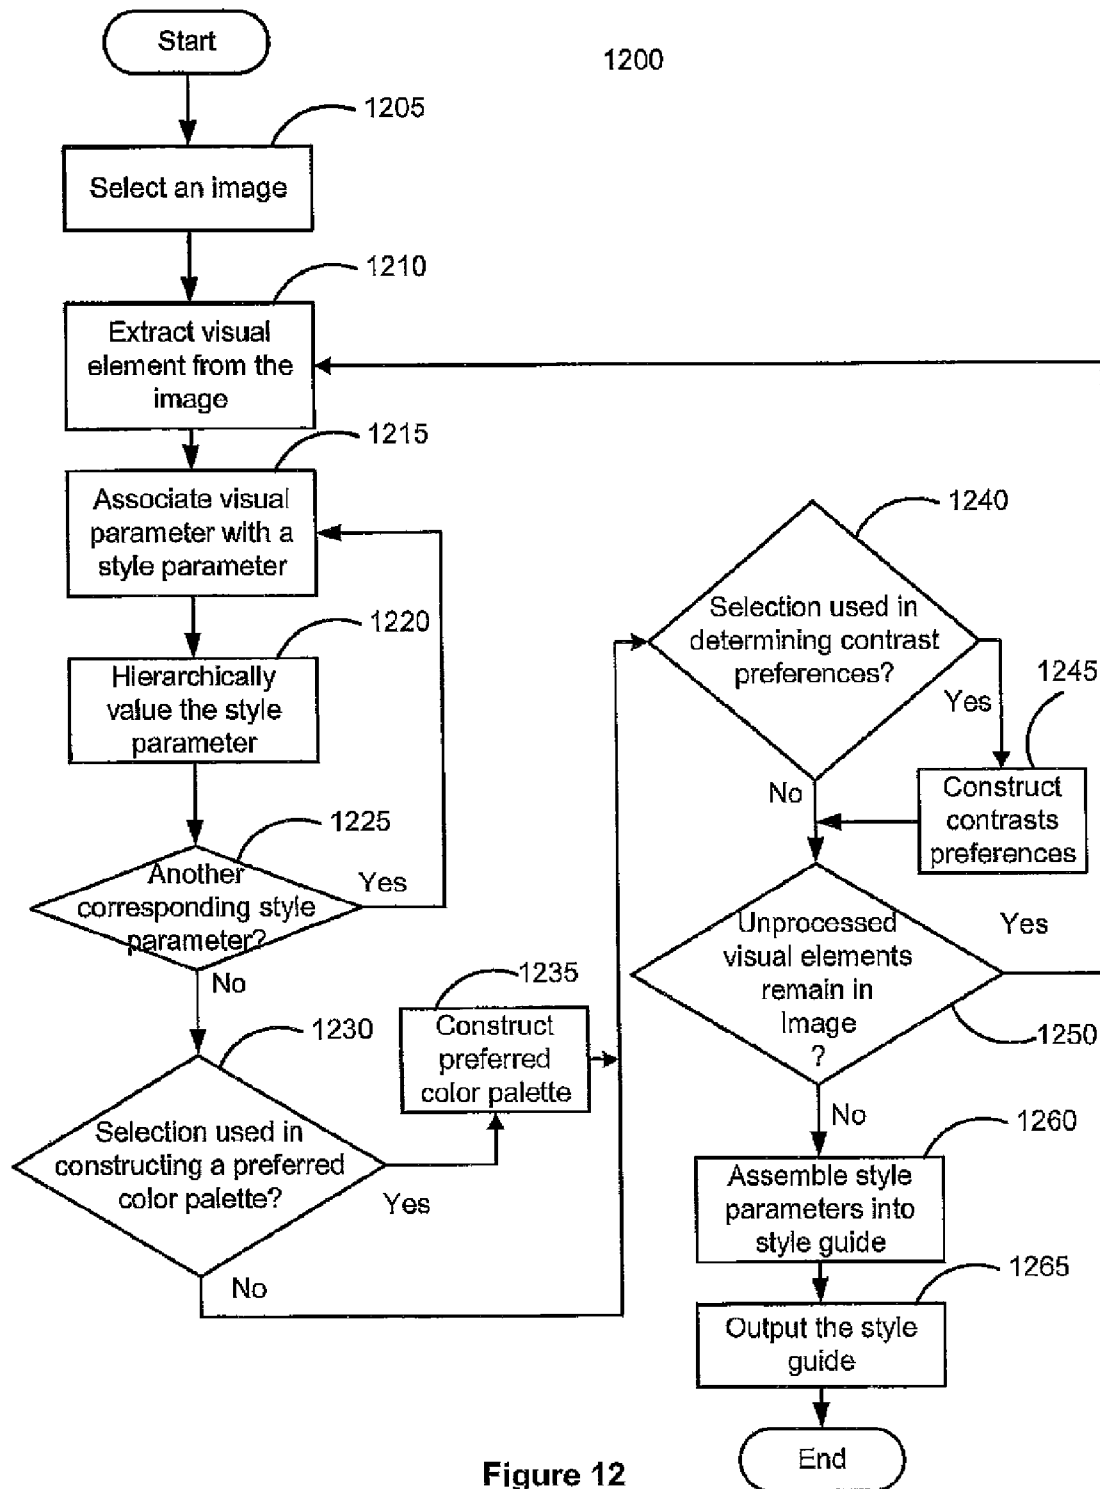 Start
1200
1205
Select an image
1210
Extract visual
element from the
image
1215
Associate visual
parameter with a
style parameter
1220
Hierarchically
value the style
parameter
1225
Another
corresponding style
parameter?
Yes
No
1230
Selection used in
constructing a preferred
color palette?
Yes
No
1235
Construct
preferred
color palette
1240
Selection used in
determining contrast
preferences?
Yes
No
1245
Construct
contrasts
preferences
Unprocessed
visual elements
remain in
Image
?
Yes
1250
No
1260
Assemble style
parameters into
style guide
1265
Output the style
guide
End
Figure 12